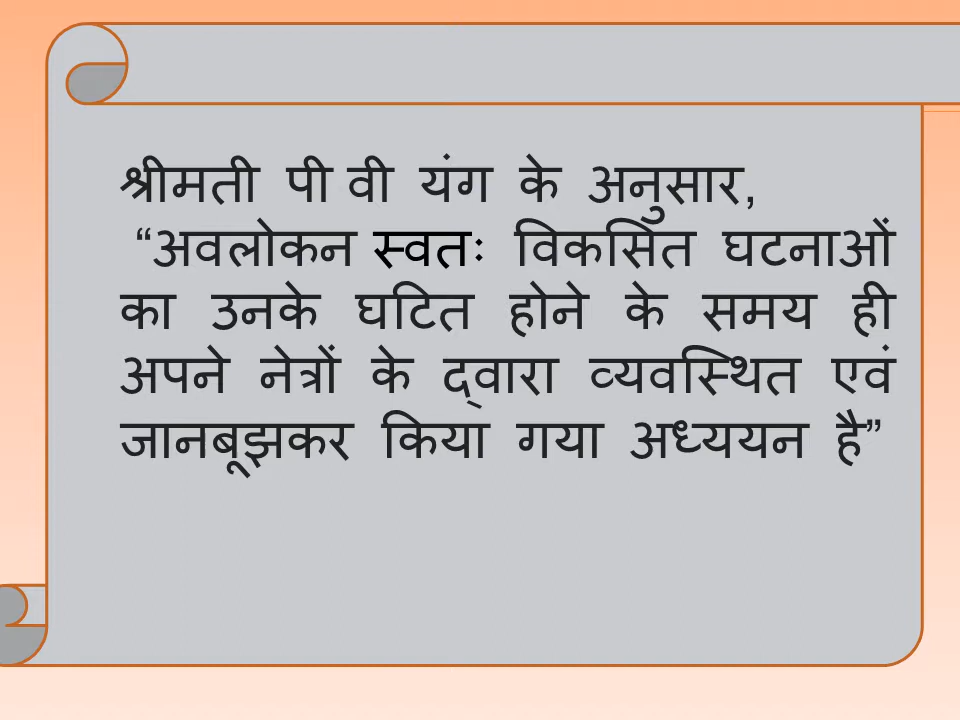 श्रीमती पी वी यंग के अनुसार,
“अवलोकन स्वतः विकसित घटनाओं
का उनके घटित होने के समय ही
अपने नेत्रों के द्वारा व्यवस्थित एवं
जानबूझकर किया गया अध्ययन है”